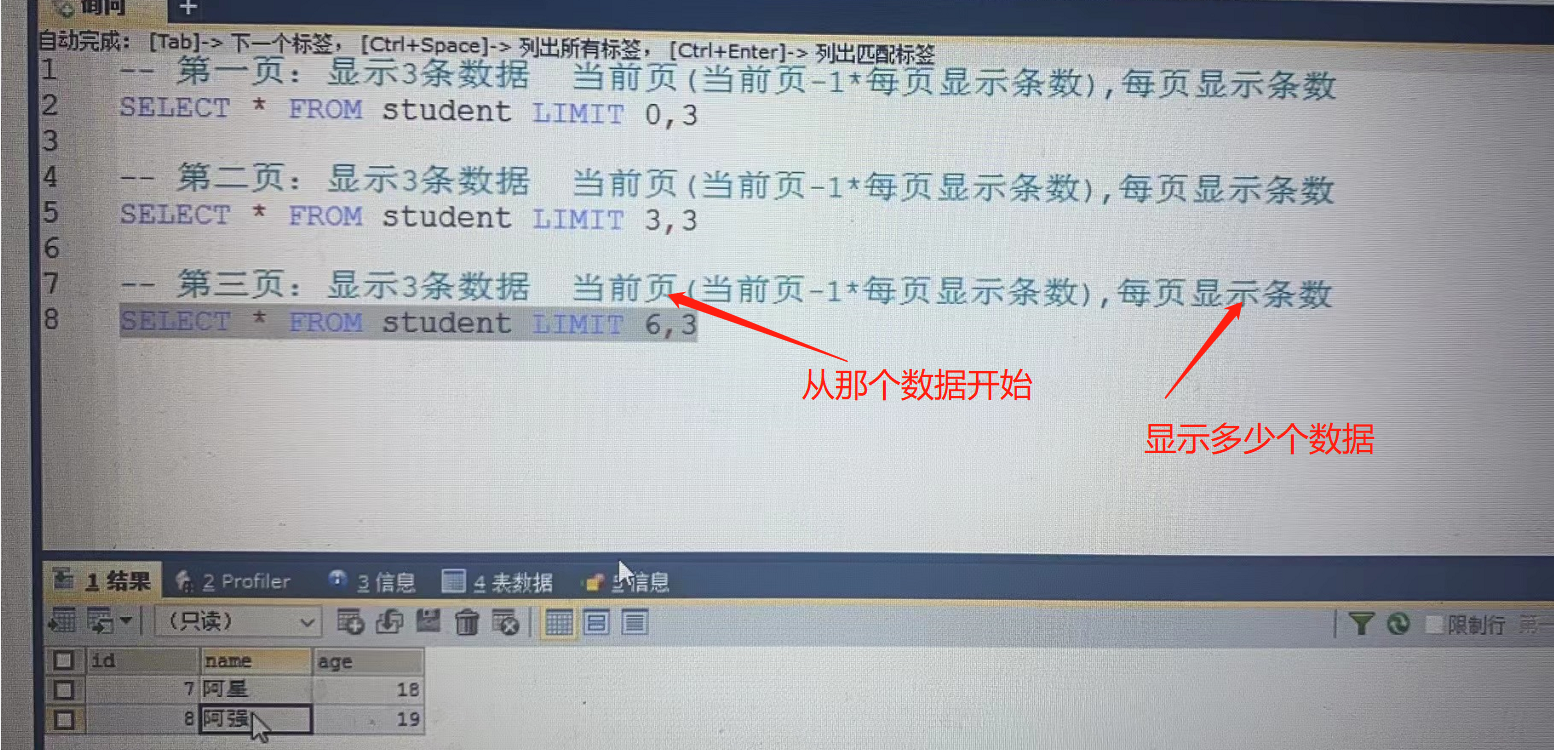 询问
自动完成： [Tab]-> 下一个标签， [Ctrl+Space]-> 列出所有标签， [Ctrl+Enter]-> 列出匹配标签
1 -- 第一页：显示3条数据 当前页(当前页-1*每页显示条数),每页显示条数
2 SELECT * FROM student LIMIT 0,3
3
4 -- 第二页：显示3条数据 当前页(当前页-1*每页显示条数),每页显示条数
5 SELECT * FROM student LIMIT 3,3
6
7 -- 第三页：显示3条数据 当前页(当前页-1*每页显示条数),每页显示条数
8 SELECT * FROM student LIMIT 6,3
从那个数据开始
显示多少个数据
1 结果 2 Profiler 3 信息 4 表数据 5 信息
（只读） 限制行 第一
id name age
7 阿星 18
8 阿强 19